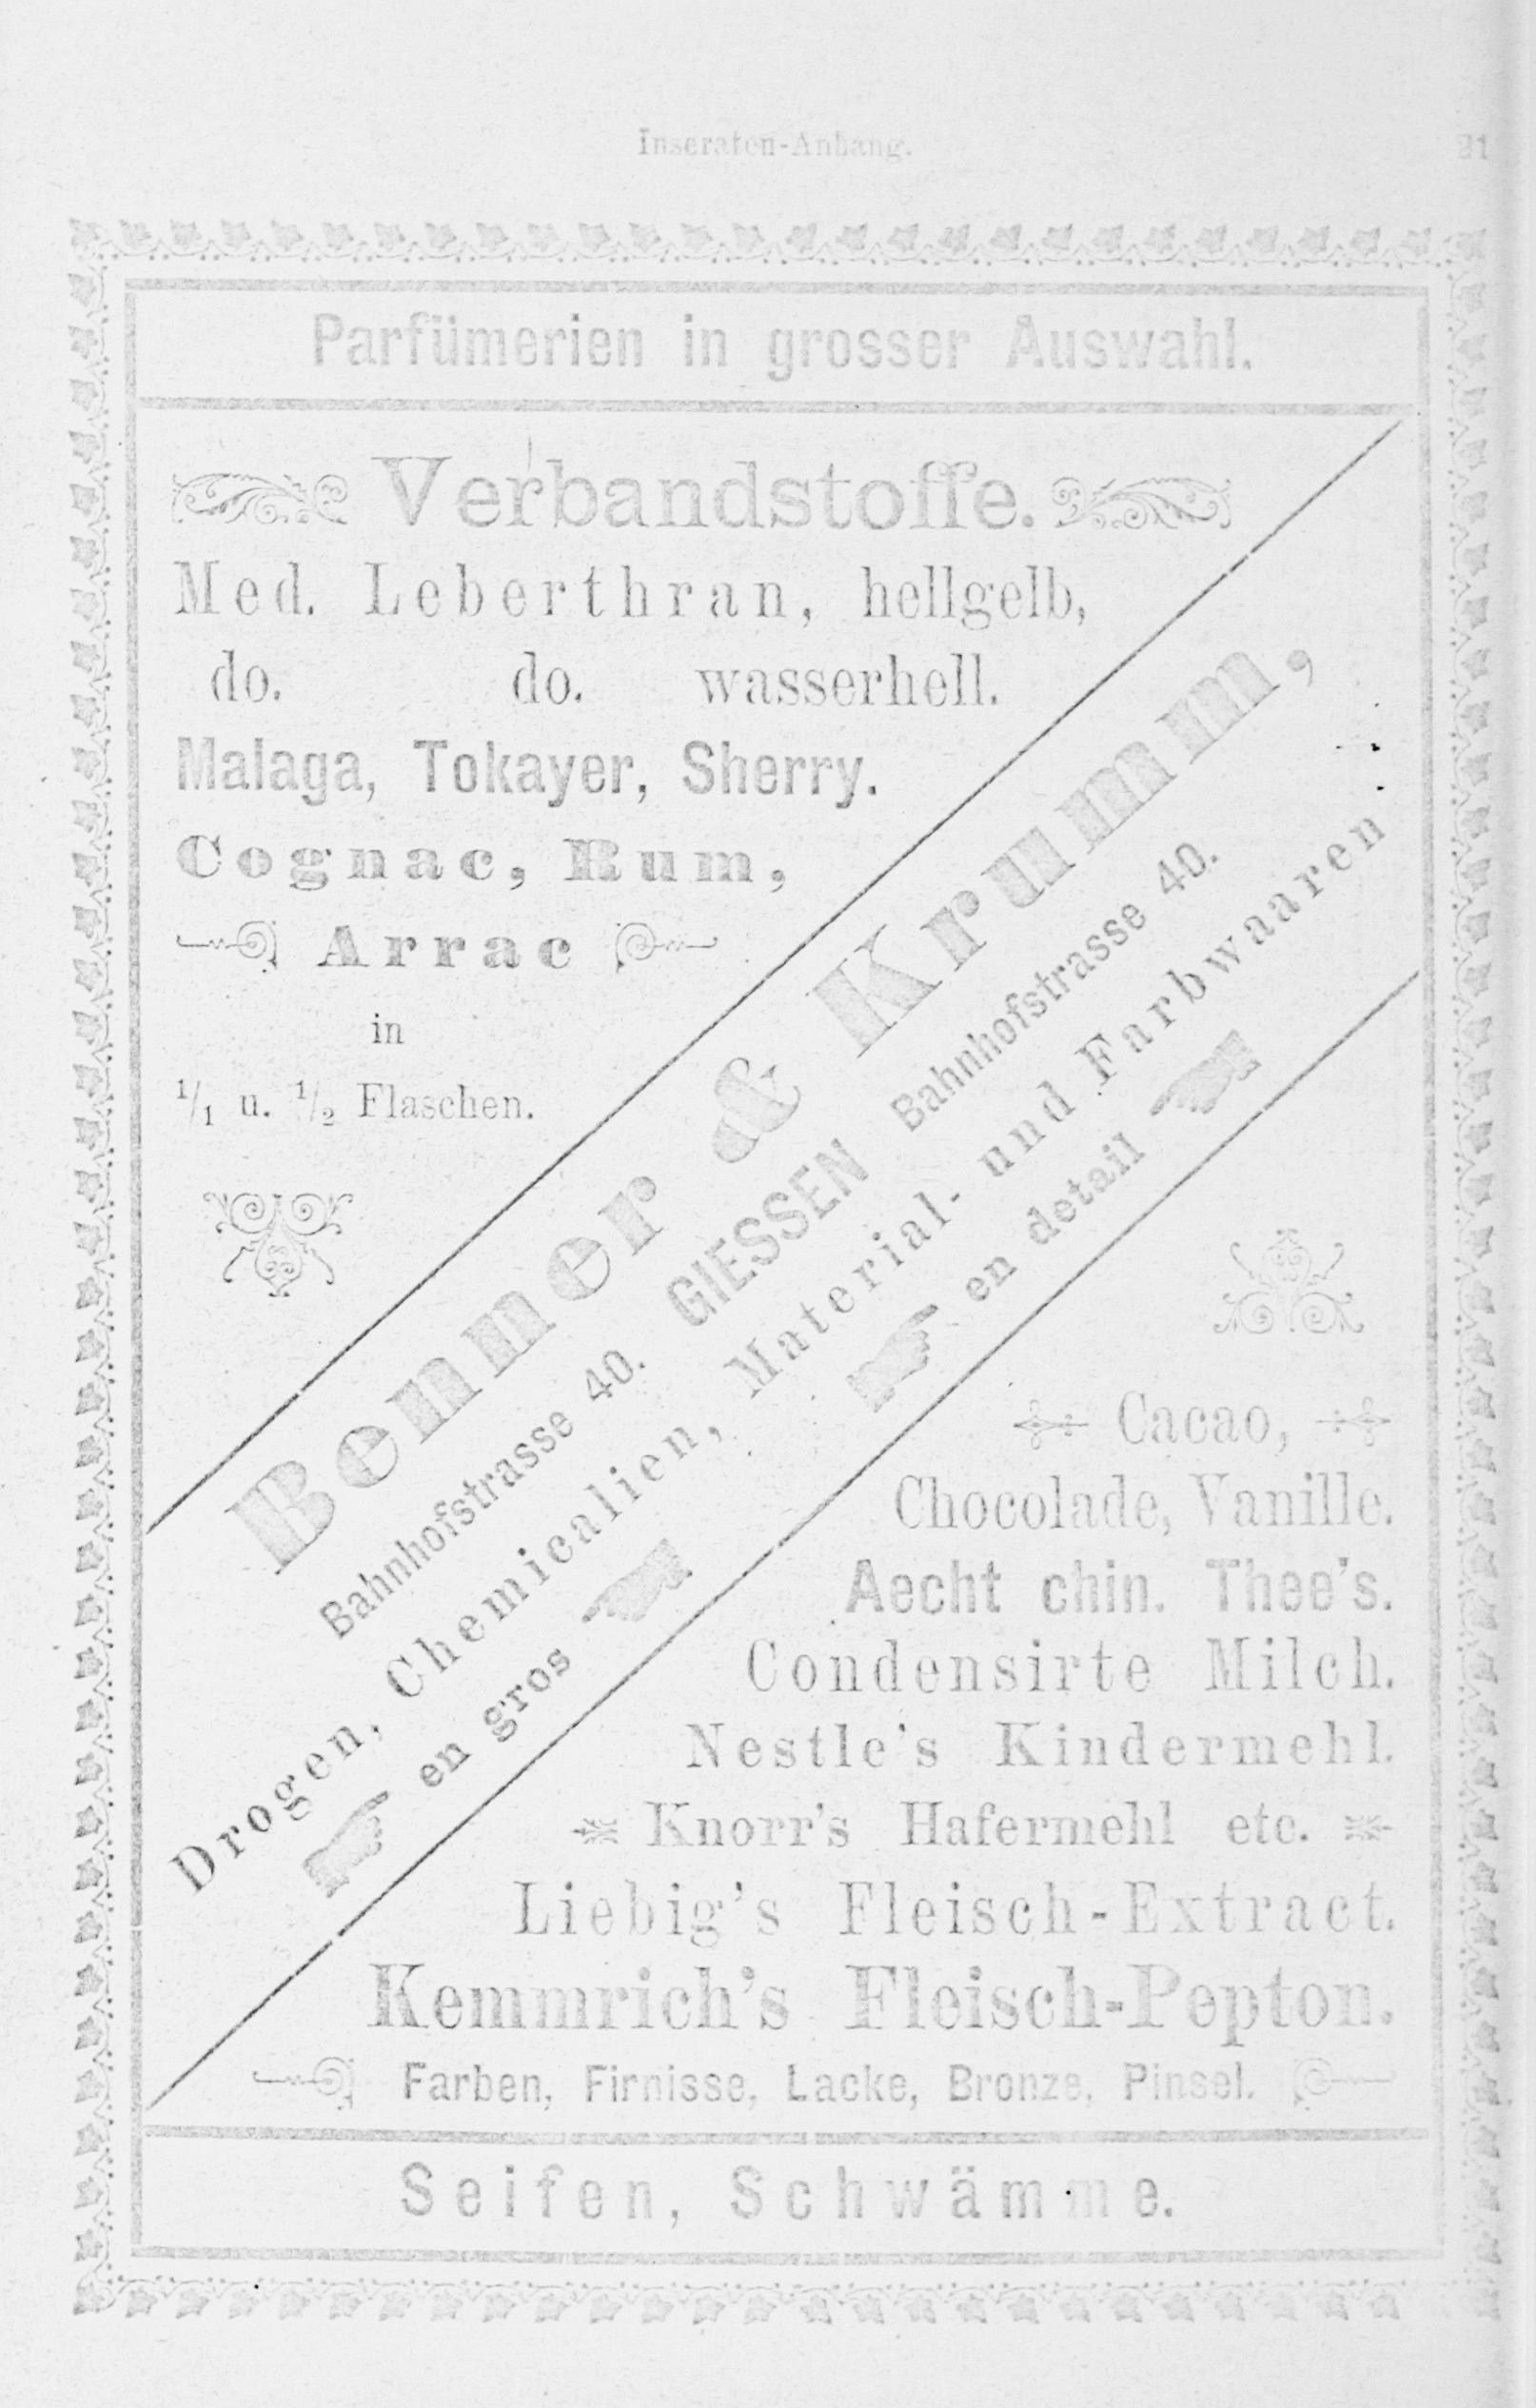 Inseraten-Anhang. 21
Parfümerien in grosser Auswahl.
Verbandstoffe.
Med. Leberthran, hellgelb,
do. do. wasserhell.
Malaga, Tokayer, Sherry.
Cognac, Rum,
Arrac
in
1/1 u. 1/2 Flaschen.
Benner & Krumm,
Bahnhofstrasse 40. GIESSEN Bahnhofstrasse 40.
Drogen, Chemicalien, Material- und Farbwaaren
en gros en detail
Cacao,
Chocolade, Vanille.
Aecht chin. Thee's.
Condensirte Milch.
Nestle's Kindermehl.
Knorr's Hafermehl etc.
Liebig's Fleisch-Extract.
Kemmrich's Fleisch-Pepton.
Farben, Firnisse, Lacke, Bronze, Pinsel.
Seifen, Schwämme.